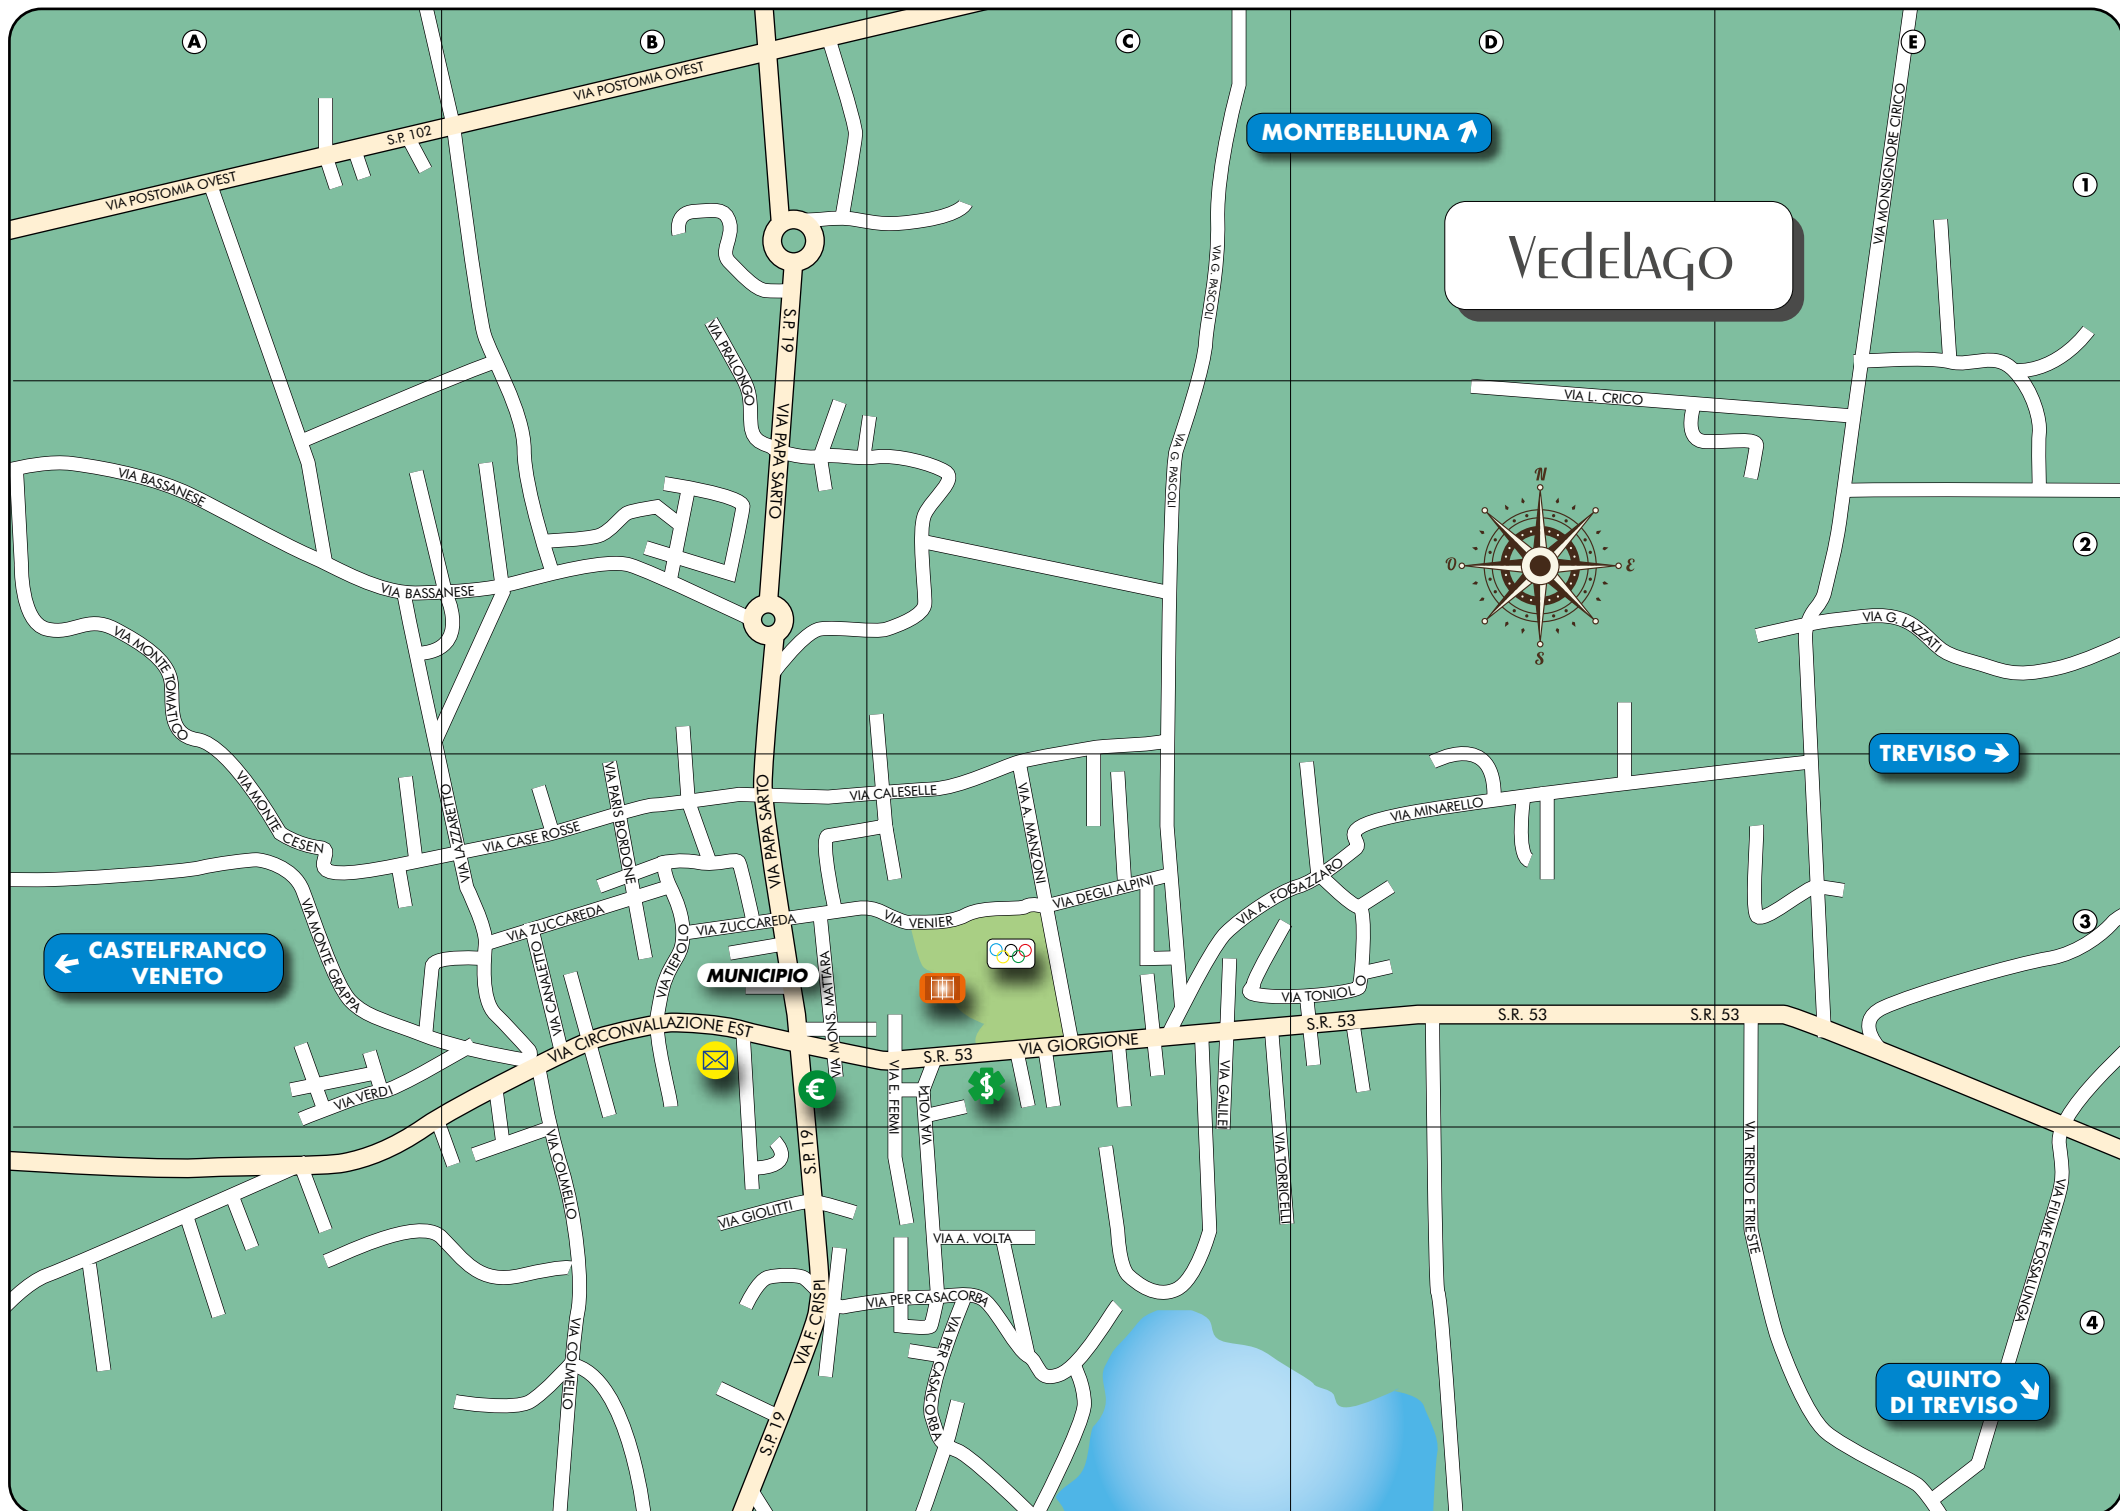 A
B
C
D
E
VIA POSTOMIA OVEST
S.P. 102
VIA POSTOMIA OVEST
MONTEBELLUNA
VIA MONSIGNORE CIRICO
1
VEdElAGO
VIA G. PASCOLI
S.P. 19
VIA PRALONGO
VIA L. CRICO
VIA PAPA SARTO
VIA G. PASCOLI
VIA BASSANESE
N
O
E
S
2
VIA BASSANESE
VIA G. LAZZATI
VIA MONTE TOMATICO
TREVISO
VIA MONTE CESEN
VIA LAZZARETTO
VIA CASE ROSSE
VIA PARIS BORDONE
VIA PAPA SARTO
VIA CALESELLE
VIA A. MANZONI
VIA MINARELLO
VIA DEGLI ALPINI
VIA A. FOGAZZARO
VIA MONTE GRAPPA
VIA ZUCCAREDA
VIA ZUCCAREDA
VIA VENIER
3
CASTELFRANCO
VENETO
VIA CANALETTO
VIA TIEPOLO
MUNICIPIO
VIA MONS. MATTARA
VIA TONIOLO
VIA CIRCONVALLAZIONE EST
S.R. 53
VIA GIORGIONE
S.R. 53
S.R. 53
S.R. 53
VIA VERDI
€
VIA E. FERMI
VIA VOLTA
VIA GALILEI
VIA COLMELLO
S.P. 19
VIA TORRICELLI
VIA TRENTO E TRIESTE
VIA FIUME FOSSALUNGA
VIA GIOLITTI
VIA A. VOLTA
VIA PER CASACORBA
VIA F. CRISPI
VIA COLMELLO
VIA PER CASACORBA
4
QUINTO
DI TREVISO
S.P. 19